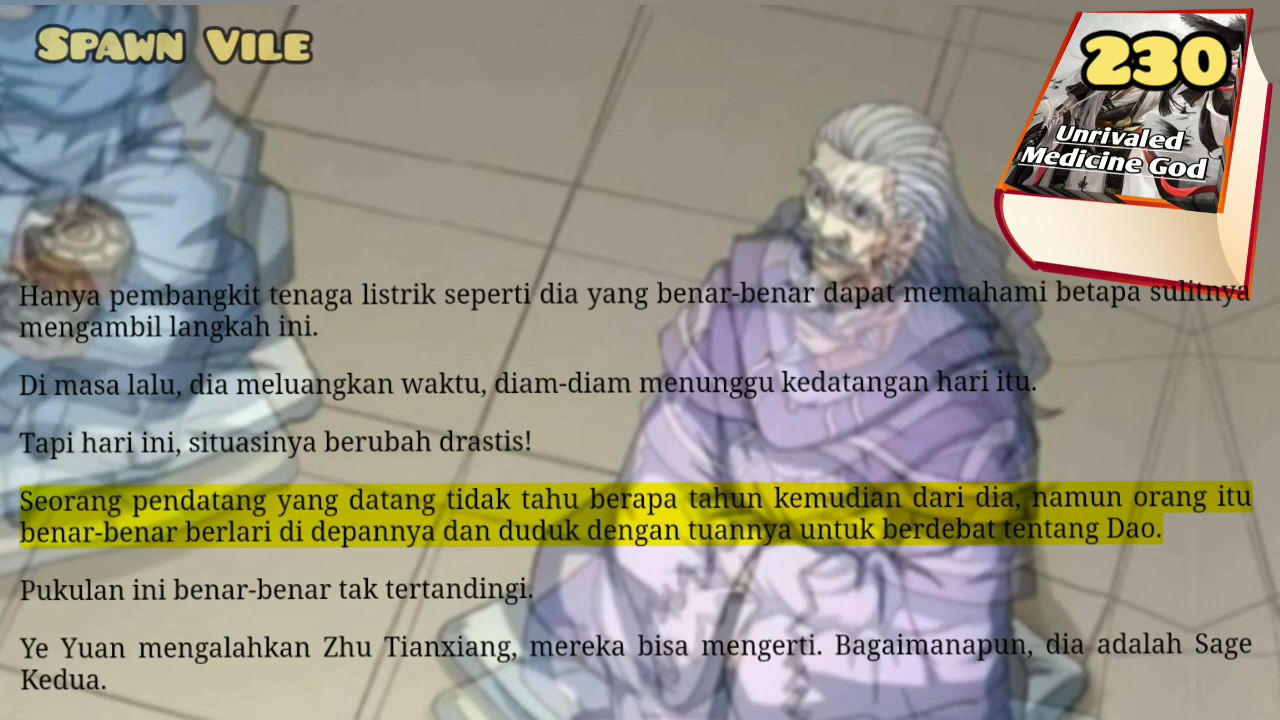 Spawn Vile
230
Unrivaled
Medicine God
Hanya pembangkit tenaga listrik seperti dia yang benar-benar dapat memahami betapa sulitnya
mengambil langkah ini.
Di masa lalu, dia meluangkan waktu, diam-diam menunggu kedatangan hari itu.
Tapi hari ini, situasinya berubah drastis!
Seorang pendatang yang datang tidak tahu berapa tahun kemudian dari dia, namun orang itu
benar-benar berlari di depannya dan duduk dengan tuannya untuk berdebat tentang Dao.
Pukulan ini benar-benar tak tertandingi.
Ye Yuan mengalahkan Zhu Tianxiang, mereka bisa mengerti. Bagaimanapun, dia adalah Sage
Kedua.